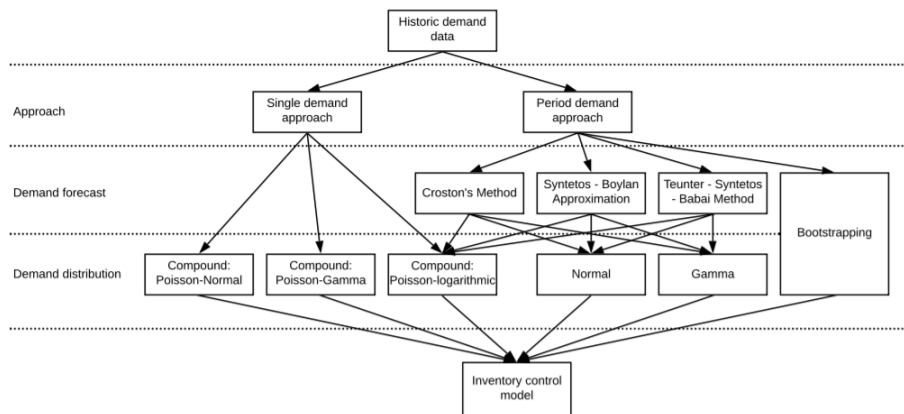 Historic demand
data
Approach
Single demand
approach
Period demand
approach
Demand forecast
Croston's Method
Syntetos - Boylan
Approximation
Teunter - Syntetos
- Babai Method
Bootstrapping
Demand distribution
Compound:
Poisson-Normal
Compound:
Poisson-Gamma
Compound:
Poisson-logarithmic
Normal
Gamma
Inventory control
model